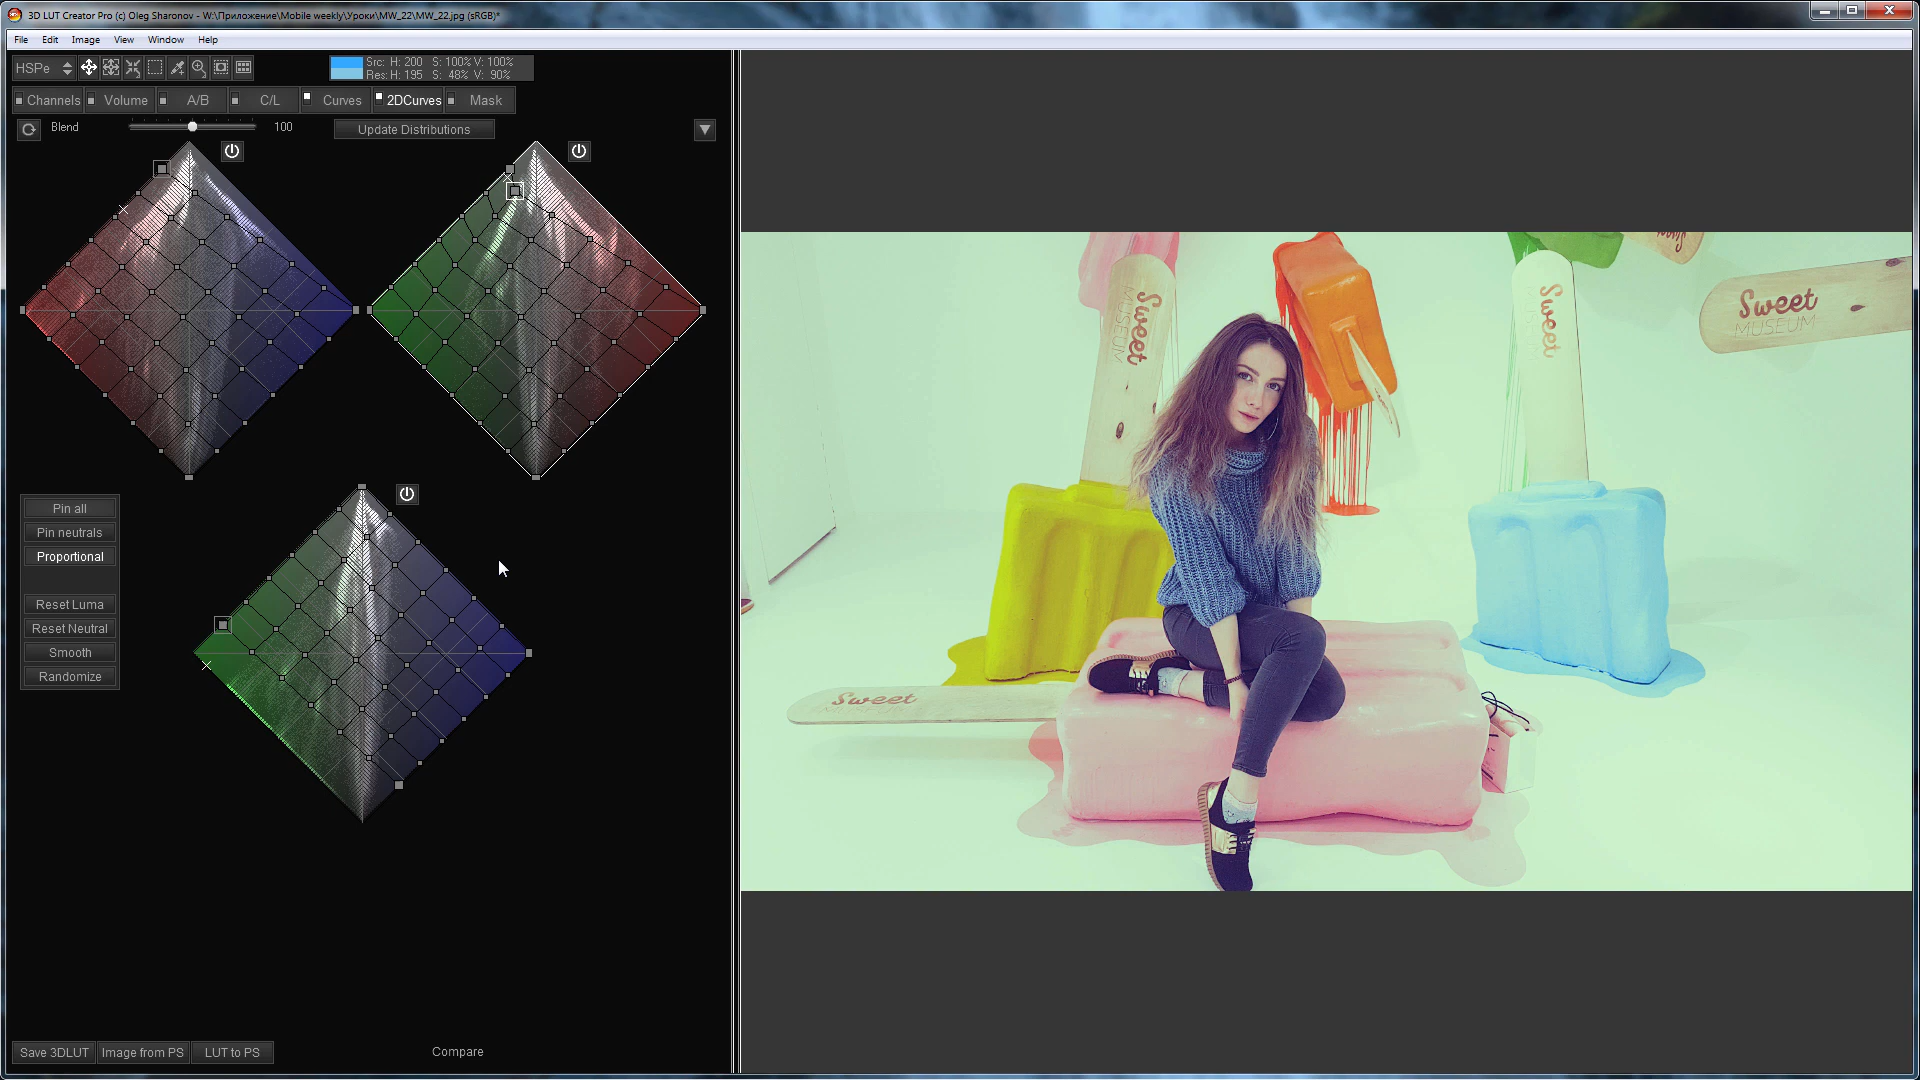 3D LUT Creator Pro (c) Oleg Sharonov - W:\Приложение\Mobile weekly\Уроки\MW_22\MW_22.jpg (sRGB)*
File Edit Image View Window Help
HSPe
Src: H: 200 S: 100% V: 100%
Res: H: 195 S: 48% V: 90%
Channels Volume A/B C/L Curves 2DCurves Mask
Blend 100 Update Distributions
Pin all
Pin neutrals
Proportional
Reset Luma
Reset Neutral
Smooth
Randomize
Save 3DLUT Image from PS LUT to PS Compare
Sweet
MUSEUM
Sweet
Sweet
MUSEUM
Sweet